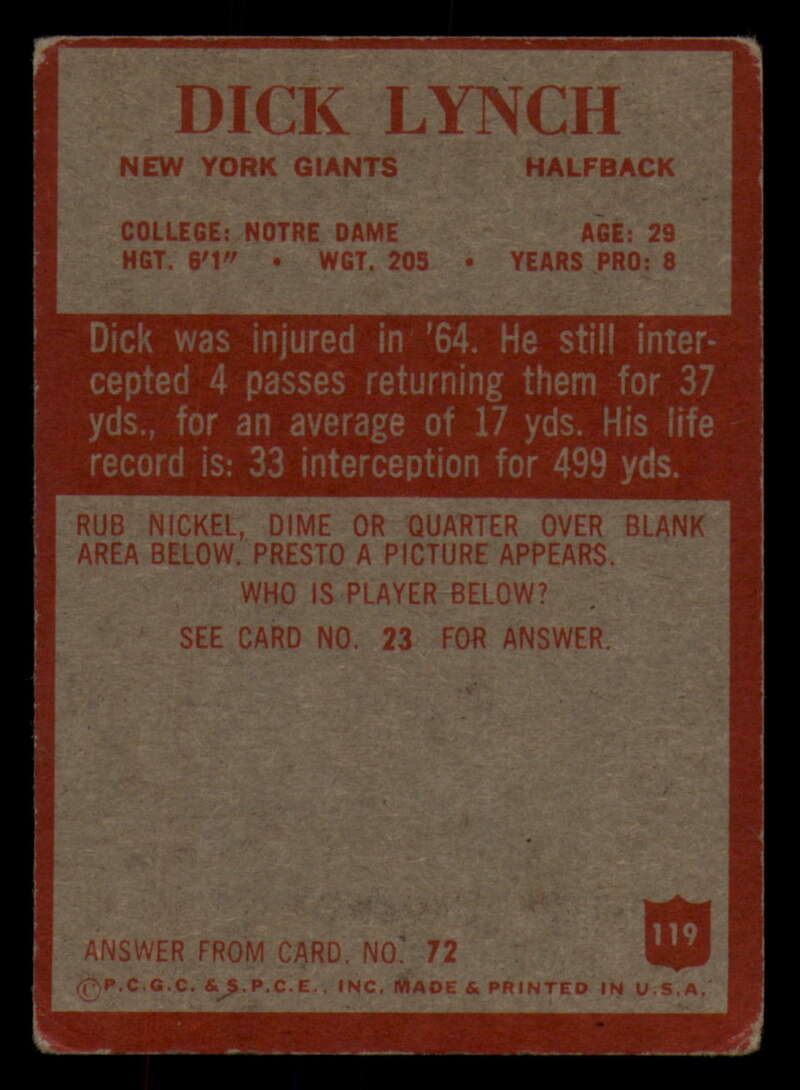 DICK LYNCH
NEW YORK GIANTS HALFBACK
COLLEGE: NOTRE DAME AGE: 29
HGT. 6'1" • WGT. 205 • YEARS PRO: 8
Dick was injured in '64. He still inter-
cepted 4 passes returning them for 37
yds., for an average of 17 yds. His life
record is: 33 interception for 499 yds.
RUB NICKEL, DIME OR QUARTER OVER BLANK
AREA BELOW. PRESTO A PICTURE APPEARS.
WHO IS PLAYER BELOW?
SEE CARD NO. 23 FOR ANSWER.
119
ANSWER FROM CARD. NO. 72
©P.C.G.C. & S.P.C.E., INC. MADE & PRINTED IN U.S.A.